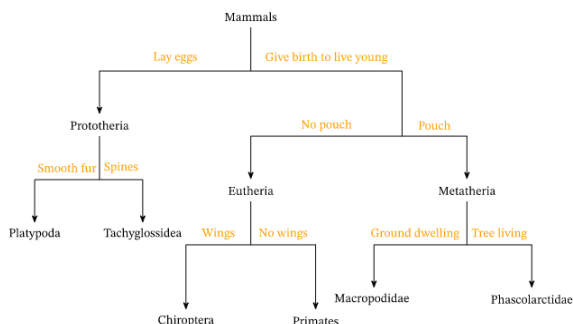 Mammals
Lay eggs
Give birth to live young
Prototheria
No pouch
Pouch
Smooth fur
Spines
Eutheria
Metatheria
Platypoda
Tachyglossidea
Wings
No wings
Ground dwelling
Tree living
Macropodidae
Phascolarctidae
Chiroptera
Primates